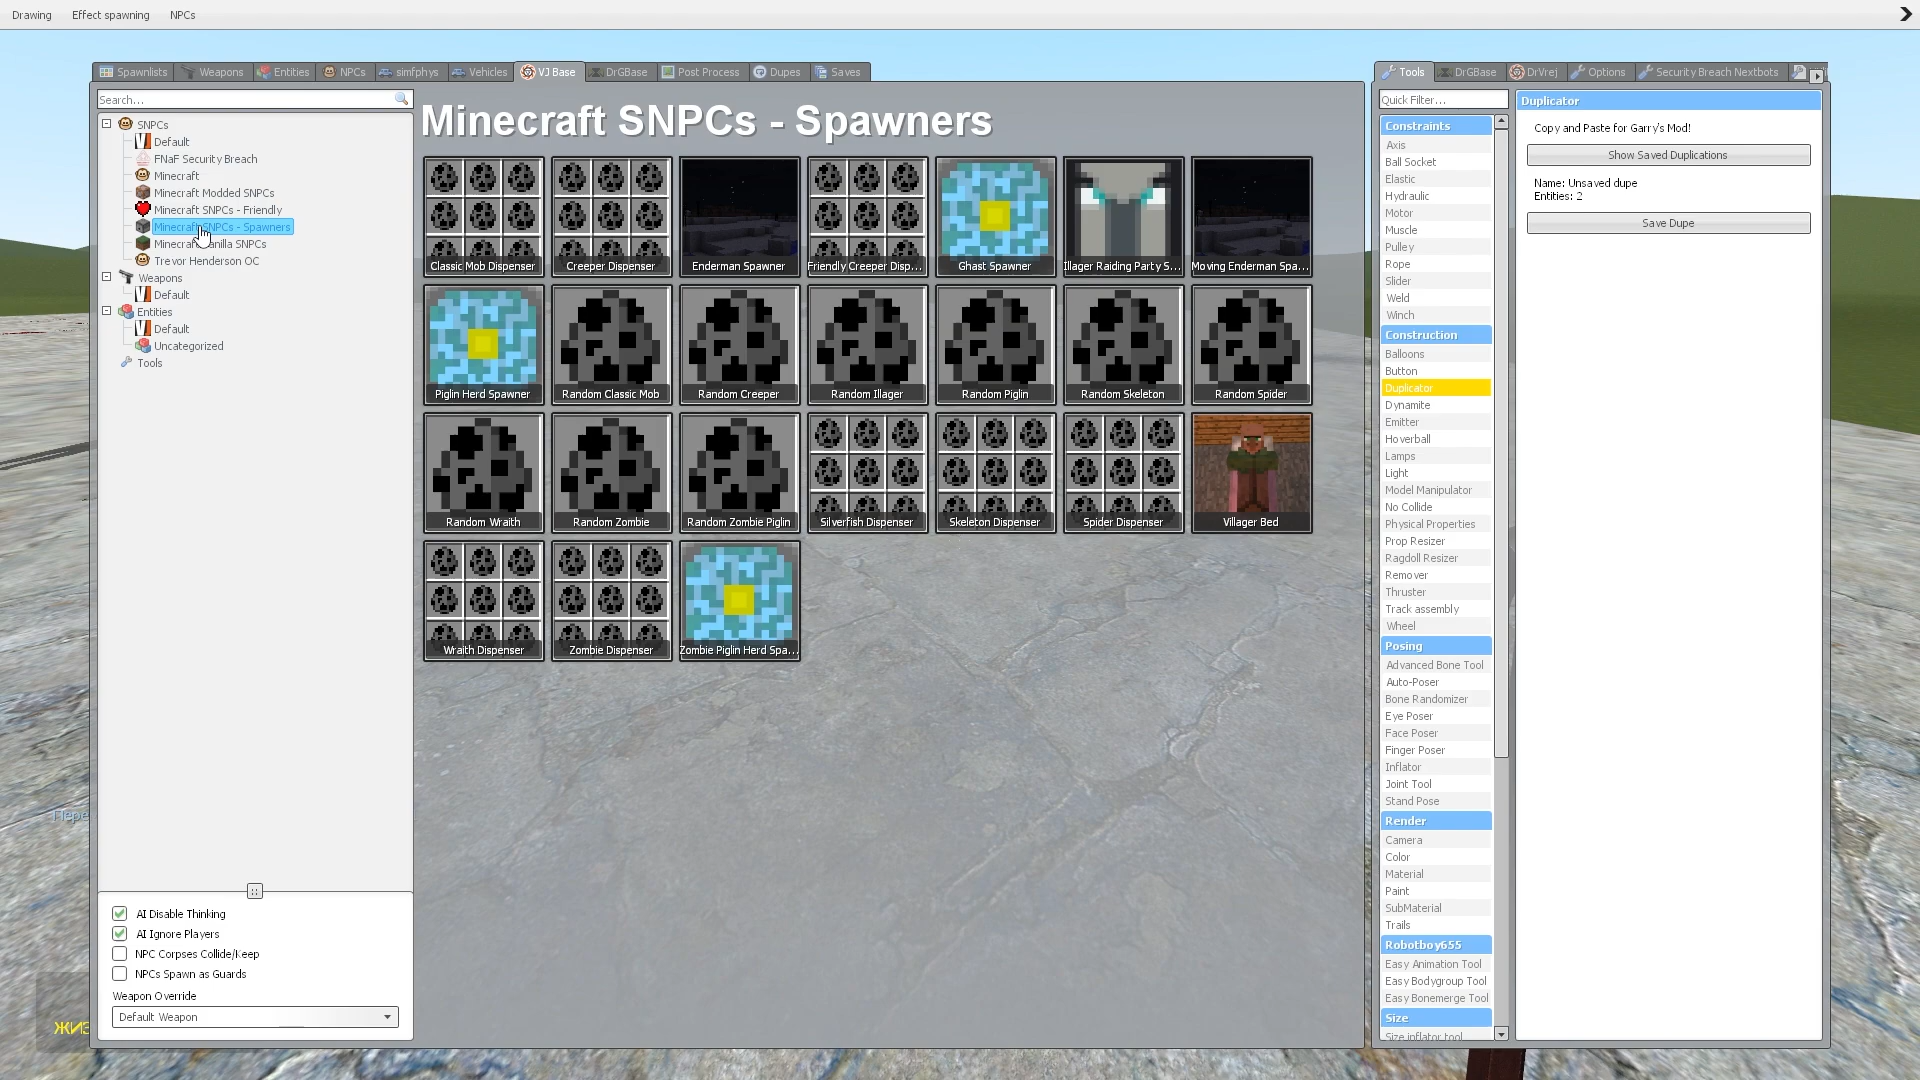 Drawing Effect spawning NPCs
Spawnlists Weapons Entities NPCs simfphys Vehicles VJ Base DrGBase Post Process Dupes Saves
Search...
SNPCs
Default
FNaF Security Breach
Minecraft
Minecraft Modded SNPCs
Minecraft SNPCs - Friendly
Minecraft SNPCs - Spawners
Minecraft Vanilla SNPCs
Trevor Henderson OC
Weapons
Default
Entities
Default
Uncategorized
Tools
AI Disable Thinking
AI Ignore Players
NPC Corpses Collide/Keep
NPCs Spawn as Guards
Weapon Override
Default Weapon
Minecraft SNPCs - Spawners
Classic Mob Dispenser Creeper Dispenser Enderman Spawner Friendly Creeper Disp... Ghast Spawner Illager Raiding Party S... Moving Enderman Spa...
Piglin Herd Spawner Random Classic Mob Random Creeper Random Illager Random Piglin Random Skeleton Random Spider
Random Wraith Random Zombie Random Zombie Piglin Silverfish Dispenser Skeleton Dispenser Spider Dispenser Villager Bed
Wraith Dispenser Zombie Dispenser Zombie Piglin Herd Spa...
Tools DrGBase DrVrej Options Security Breach Nextbots
Quick Filter...
Constraints
Axis
Ball Socket
Elastic
Hydraulic
Motor
Muscle
Pulley
Rope
Slider
Weld
Winch
Construction
Balloons
Button
Duplicator
Dynamite
Emitter
Hoverball
Lamps
Light
Model Manipulator
No Collide
Physical Properties
Prop Resizer
Ragdoll Resizer
Remover
Thruster
Track assembly
Wheel
Posing
Advanced Bone Tool
Auto-Poser
Bone Randomizer
Eye Poser
Face Poser
Finger Poser
Inflator
Joint Tool
Stand Pose
Render
Camera
Color
Material
Paint
SubMaterial
Trails
Robotboy655
Easy Animation Tool
Easy Bodygroup Tool
Easy Bonemerge Tool
Size
Size inflator tool
Duplicator
Copy and Paste for Garry's Mod!
Show Saved Duplications
Name: Unsaved dupe
Entities: 2
Save Dupe
Пере
ЖИЗ